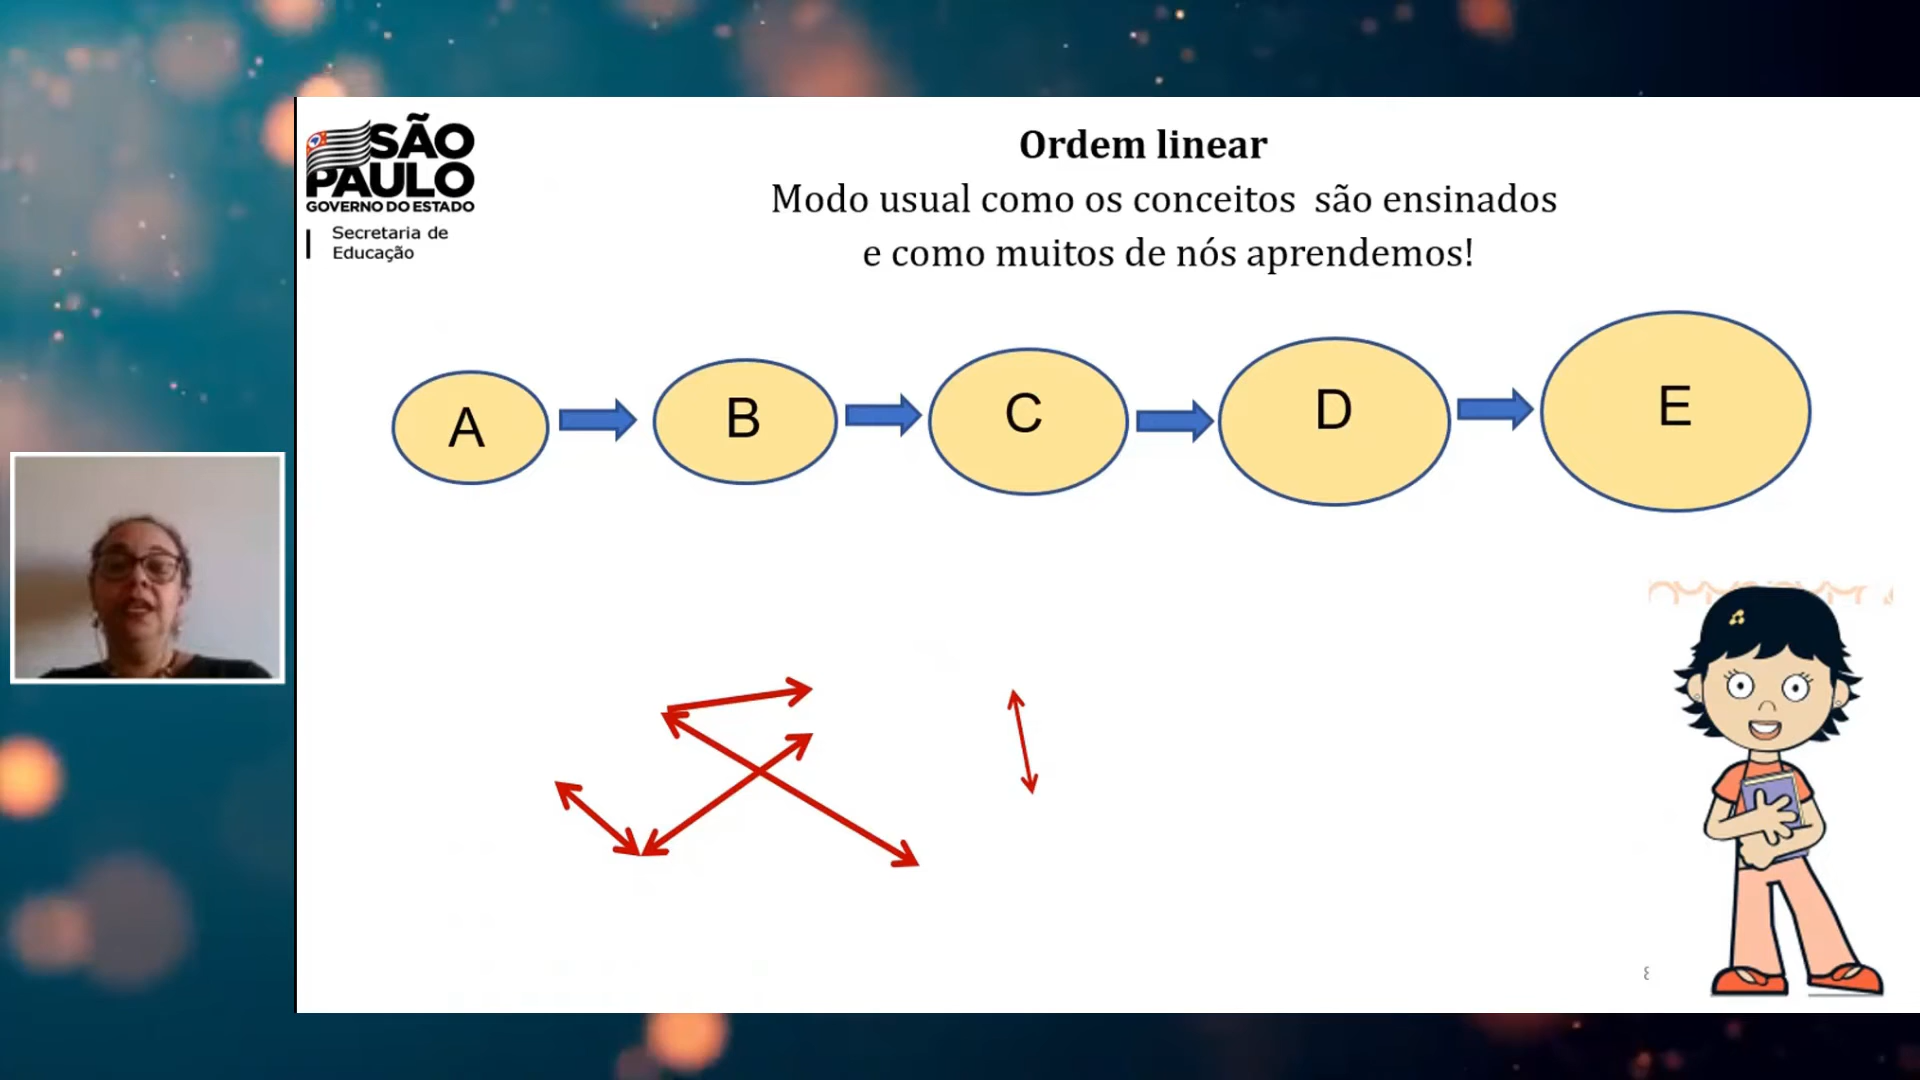 SÃO
PAULO
GOVERNO DO ESTADO
Secretaria de
Educação
Ordem linear
Modo usual como os conceitos são ensinados
e como muitos de nós aprendemos!
A
B
C
D
E